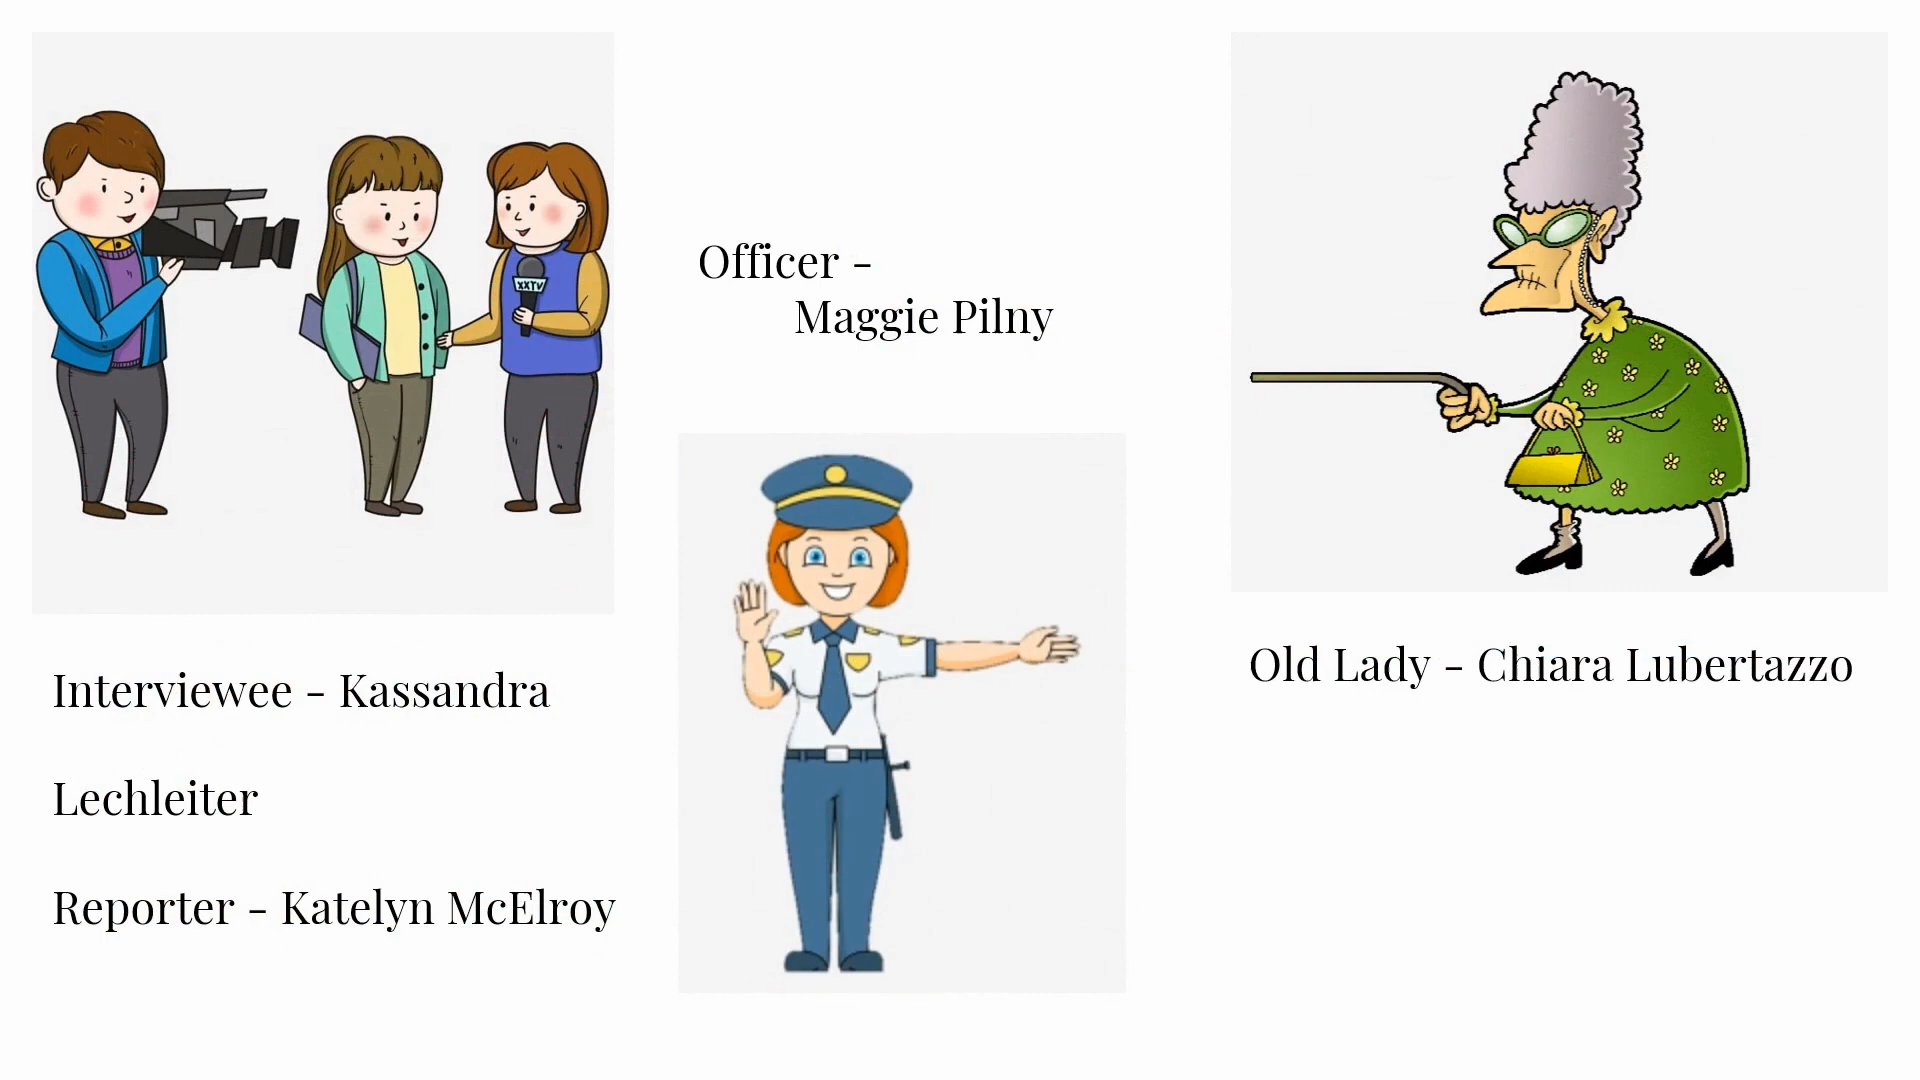 XXTV
Interviewee - Kassandra
Lechleiter
Reporter - Katelyn McElroy
Officer -
Maggie Pilny
Old Lady - Chiara Lubertazzo